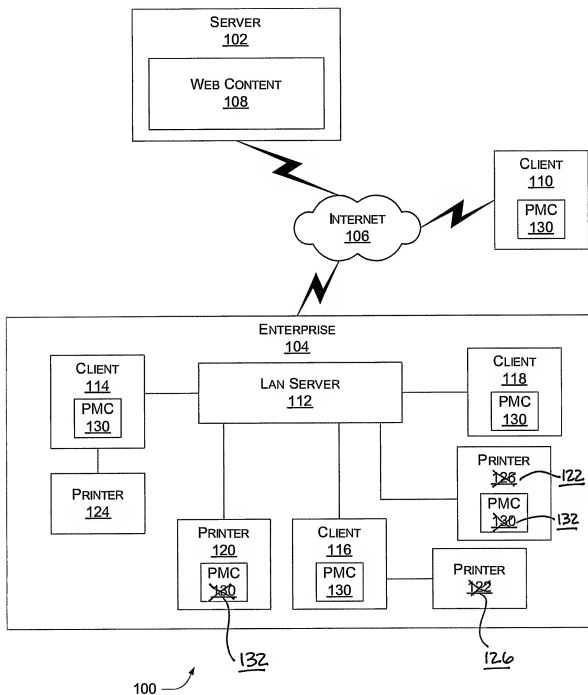 SERVER
102
WEB CONTENT
108
CLIENT
110
PMC
130
INTERNET
106
ENTERPRISE
104
CLIENT
114
PMC
130
LAN SERVER
112
CLIENT
118
PMC
130
PRINTER
126 122
PMC
130 132
PRINTER
124
PRINTER
120
PMC
130
CLIENT
116
PMC
130
PRINTER
122
132
126
100